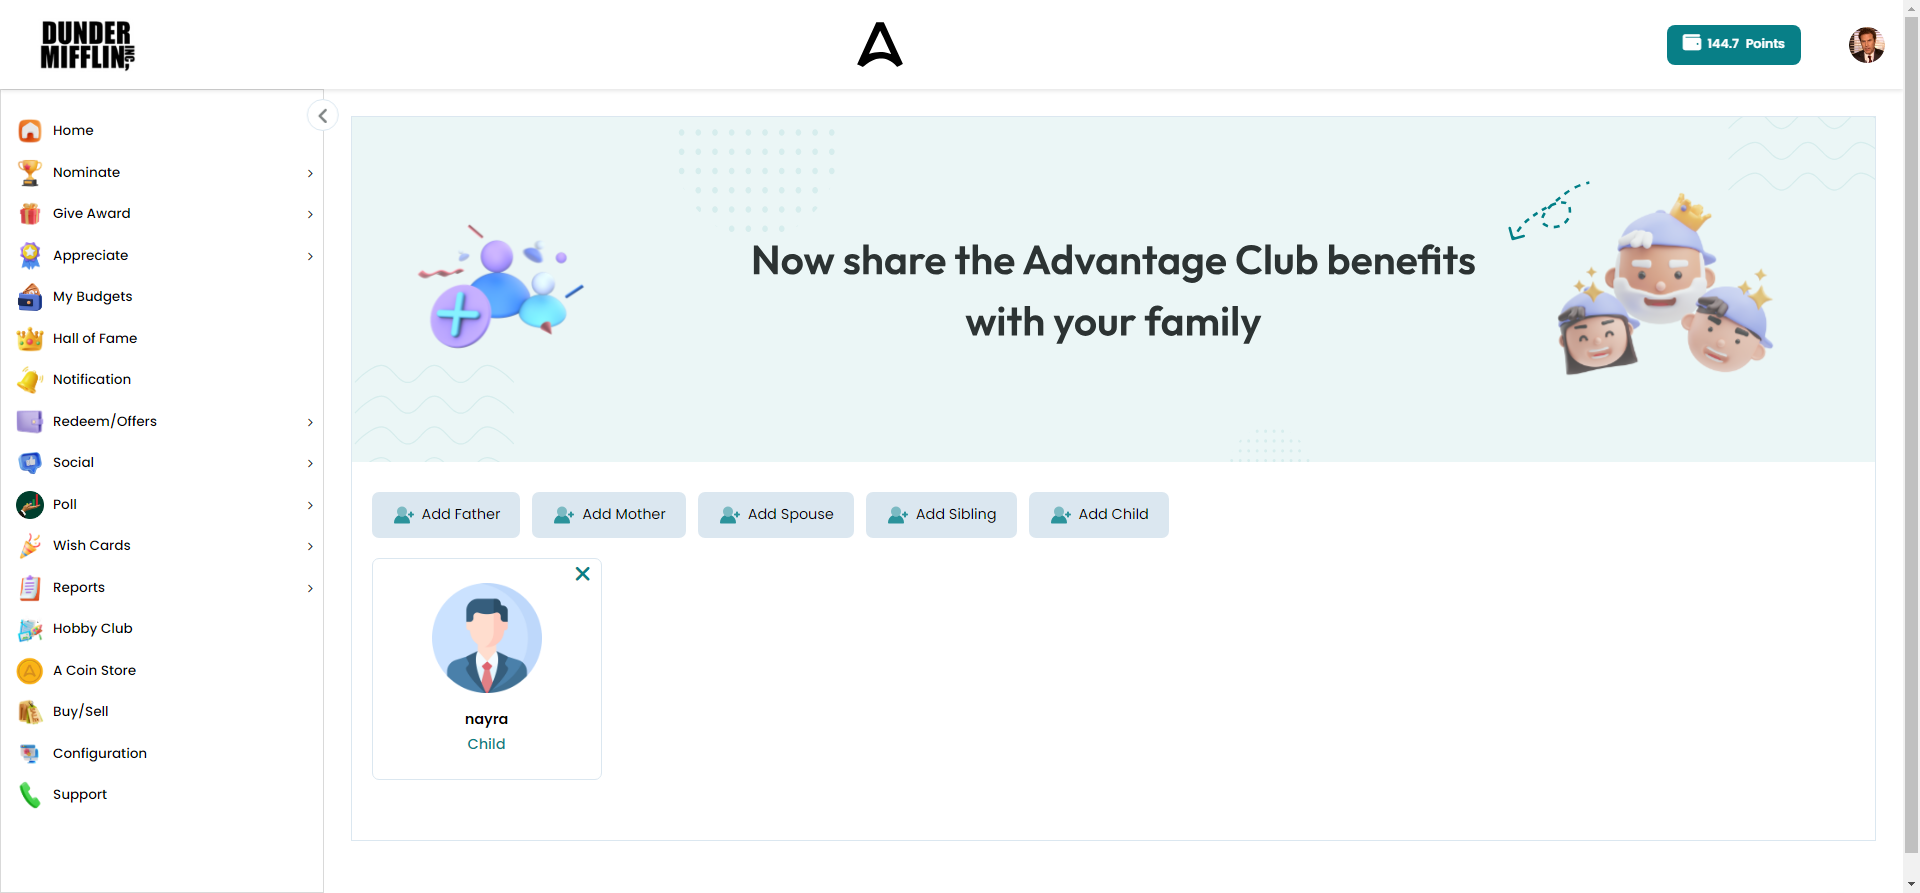 DUNDER
MIFFLIN INC,
144.7 Points
Home
Nominate
Give Award
Appreciate
My Budgets
Hall of Fame
Notification
Redeem/Offers
Social
Poll
Wish Cards
Reports
Hobby Club
A Coin Store
Buy/Sell
Configuration
Support
Now share the Advantage Club benefits
with your family
Add Father
Add Mother
Add Spouse
Add Sibling
Add Child
nayra
Child